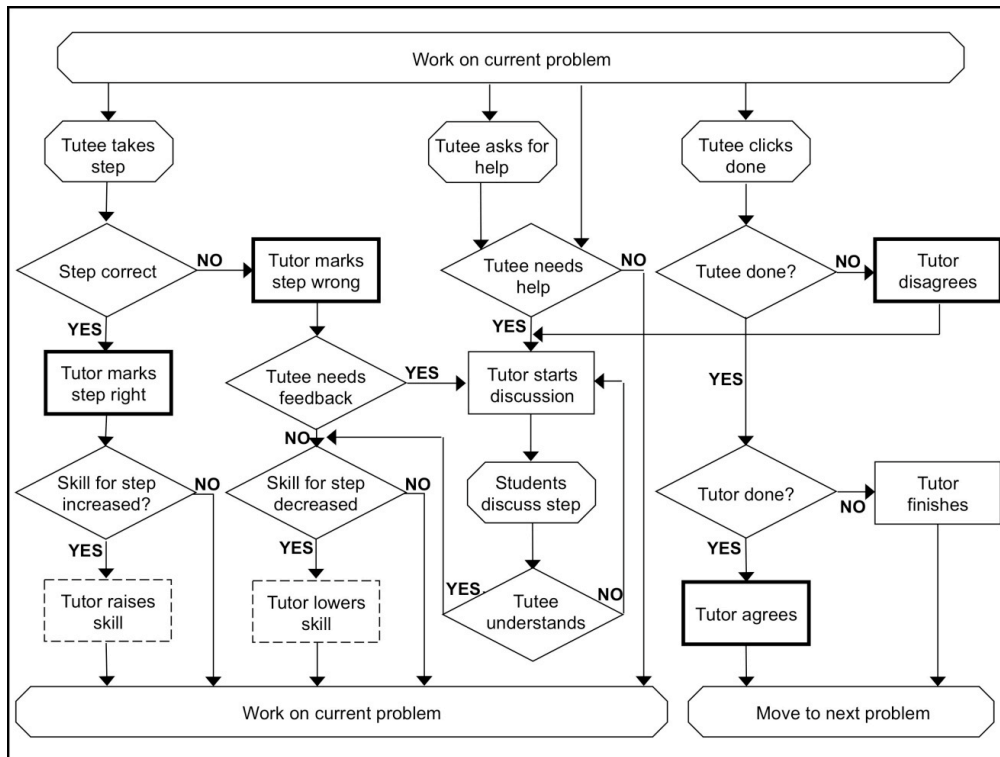 Work on current problem
Tutee takes
step
Tutee asks for
help
Tutee clicks
done
Step correct
NO
Tutor marks
step wrong
Tutee needs
help
NO
Tutee done?
NO
Tutor
disagrees
YES
YES
Tutor marks
step right
Tutee needs
feedback
YES
Tutor starts
discussion
YES
NO
Skill for step
increased?
NO
Skill for step
decreased
NO
Students
discuss step
Tutor done?
NO
Tutor
finishes
YES
YES
YES
Tutor raises
skill
Tutor lowers
skill
YES
Tutee
understands
NO
Tutor agrees
Work on current problem
Move to next problem